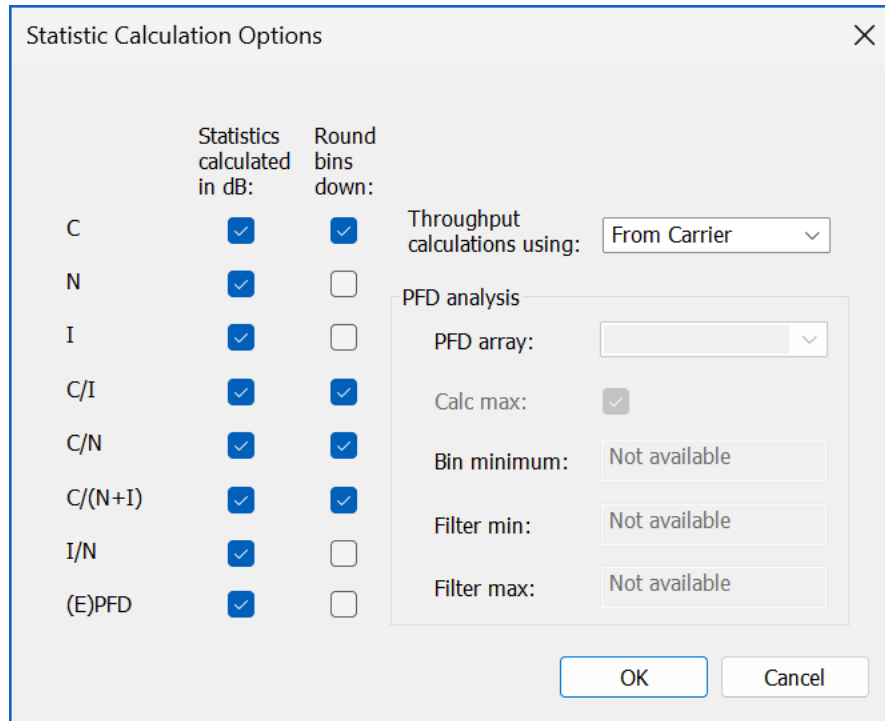 Statistic Calculation Options
Statistics
calculated
in dB:
Round
bins
down:
C
N
I
C/I
C/N
C/(N+I)
I/N
(E)PFD
Throughput
calculations using:
From Carrier
PFD analysis
PFD array:
Calc max:
Bin minimum:
Not available
Filter min:
Not available
Filter max:
Not available
OK
Cancel